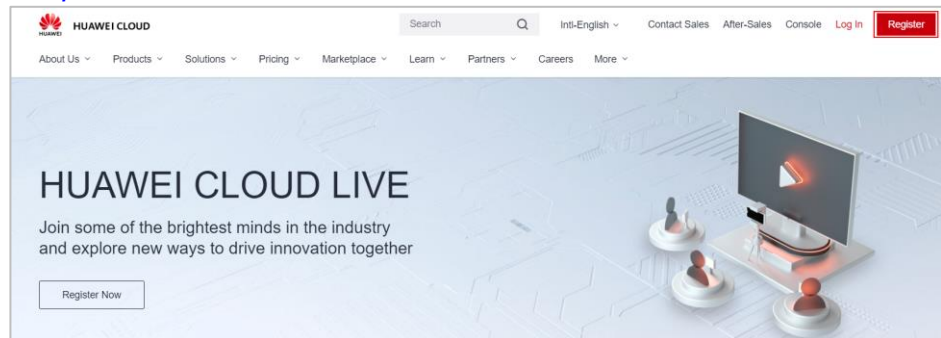 HUAWEI
HUAWEI CLOUD
Search
Intl-English
Contact Sales
After-Sales
Console
Log In
Register
About Us
Products
Solutions
Pricing
Marketplace
Learn
Partners
Careers
More
HUAWEI CLOUD LIVE
Join some of the brightest minds in the industry
and explore new ways to drive innovation together
Register Now